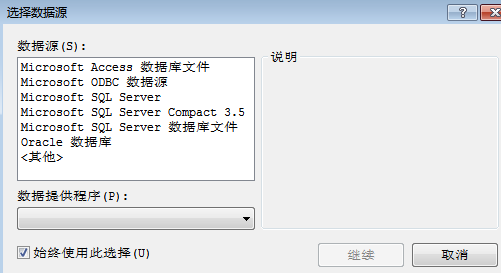 选择数据源
数据源(S):
Microsoft Access 数据库文件
Microsoft ODBC 数据源
Microsoft SQL Server
Microsoft SQL Server Compact 3.5
Microsoft SQL Server 数据库文件
Oracle 数据库
<其他>
说明
数据提供程序(P):
始终使用此选择(U)
继续
取消